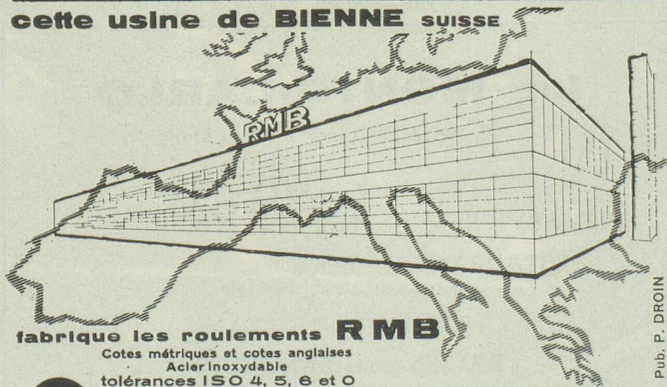 cette usine de BIENNE SUISSE
RMB
fabrique les roulements RMB
Cotes métriques et cotes anglaises
Acier inoxydable
tolérances ISO 4, 5, 6 et 0
Pub. P. DROIN